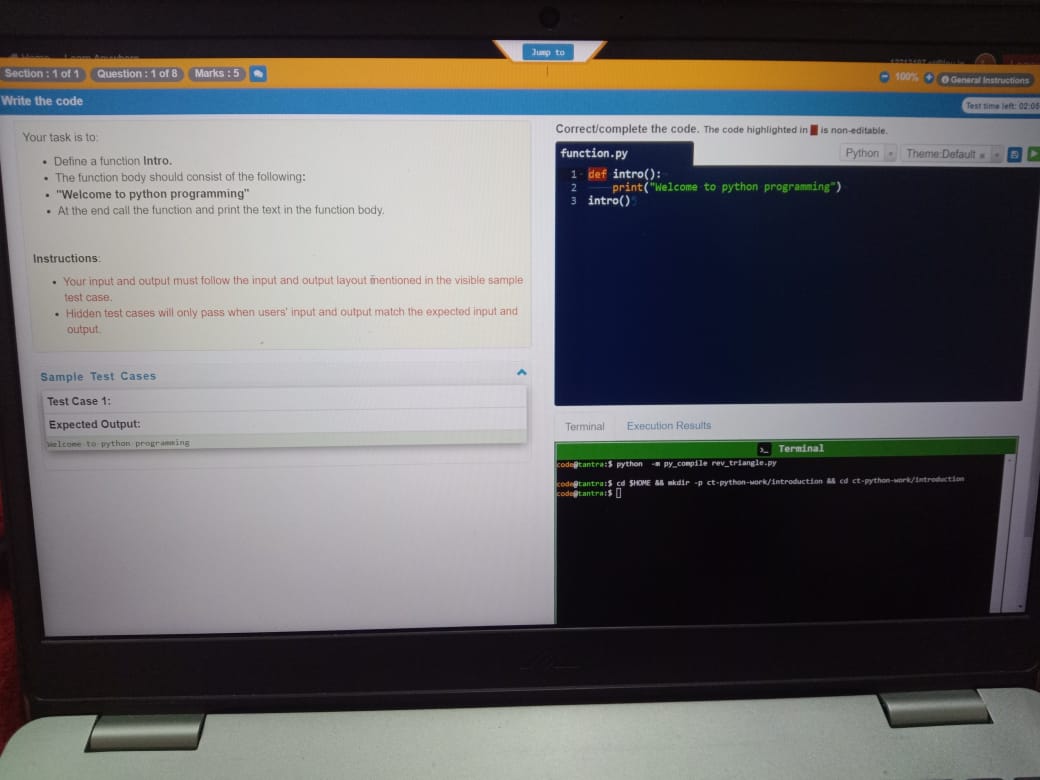 Jump to
Section : 1 of 1 Question : 1 of 8 Marks : 5
100% General Instructions
Write the code
Test time left: 02:05
Your task is to:
• Define a function Intro.
• The function body should consist of the following:
• "Welcome to python programming"
• At the end call the function and print the text in the function body.
Instructions:
• Your input and output must follow the input and output layout mentioned in the visible sample
test case.
• Hidden test cases will only pass when users' input and output match the expected input and
output.
Sample Test Cases
Test Case 1:
Expected Output:
Welcome to python programming
Correct/complete the code. The code highlighted in is non-editable.
function.py
Python Theme:Default
1 def intro():
2 print("Welcome to python programming")
3 intro()
Terminal Execution Results
Terminal
code@tantra:$ python -m py_compile rev_triangle.py
code@tantra:$ cd $HOME && mkdir -p ct-python-work/introduction && cd ct-python-work/introduction
code@tantra:$